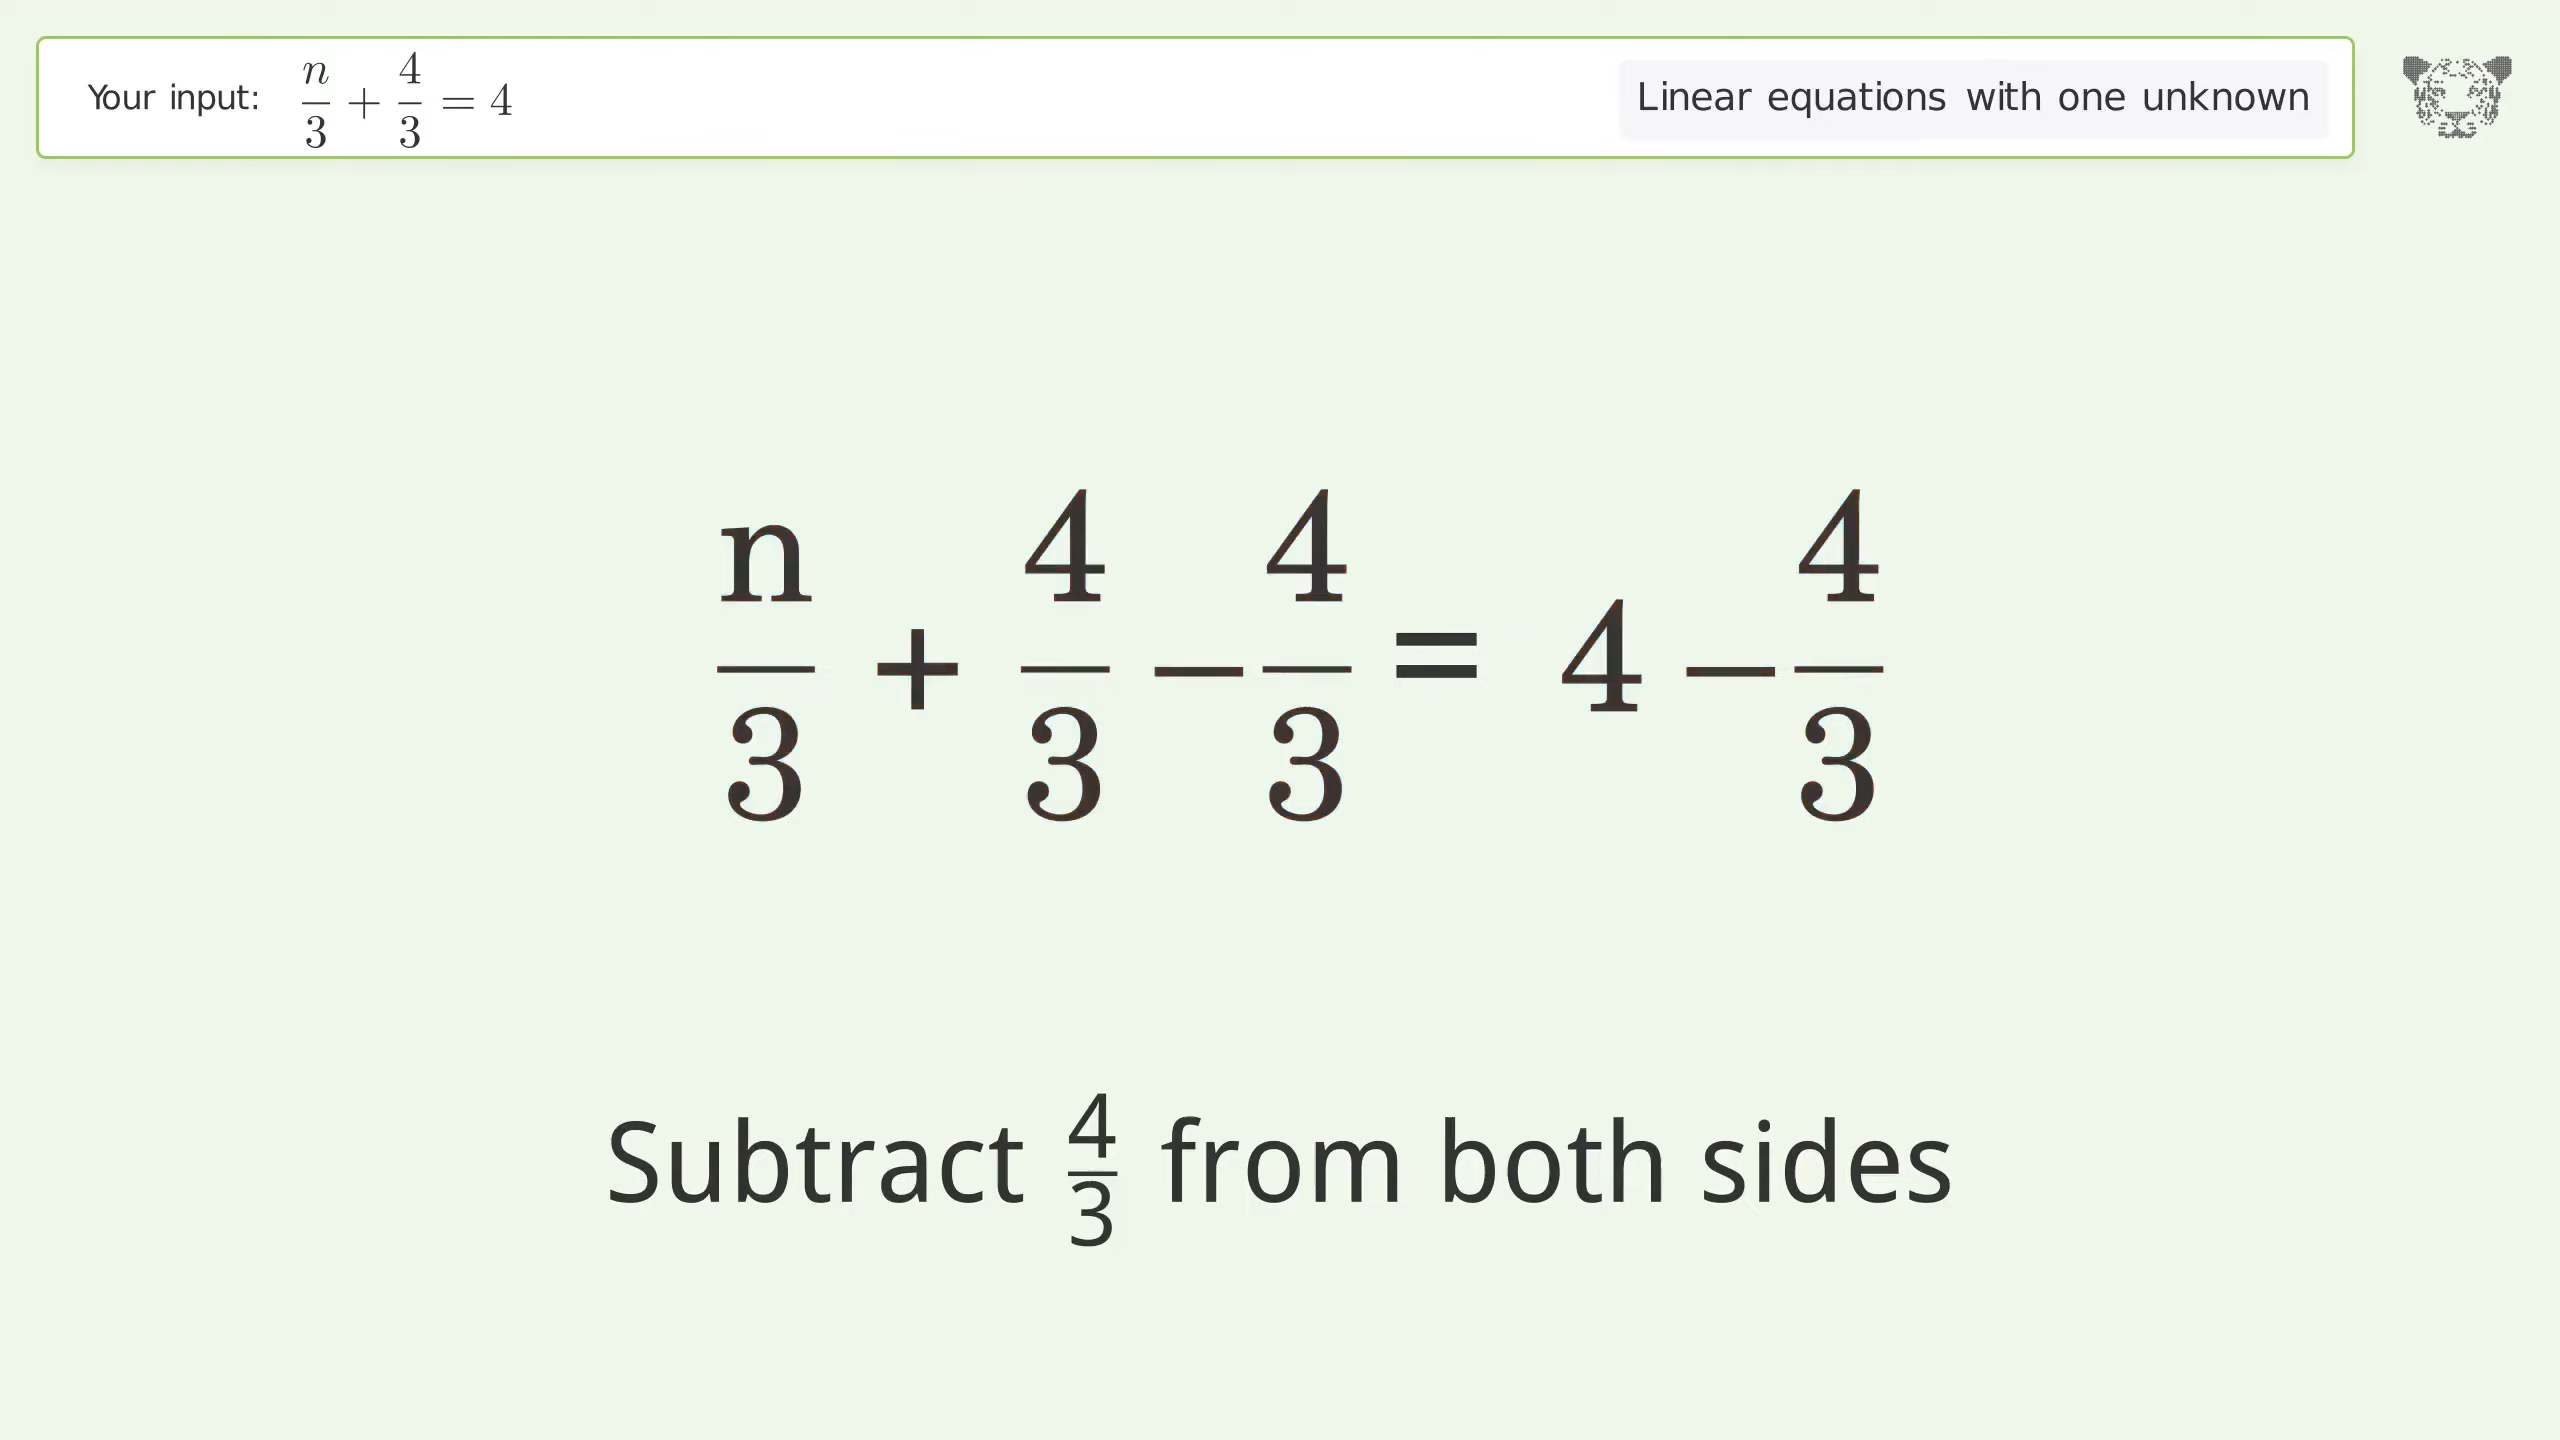 Your input: n/3 + 4/3 = 4
Linear equations with one unknown
n/3 + 4/3 − 4/3 = 4 − 4/3
Subtract 4/3 from both sides